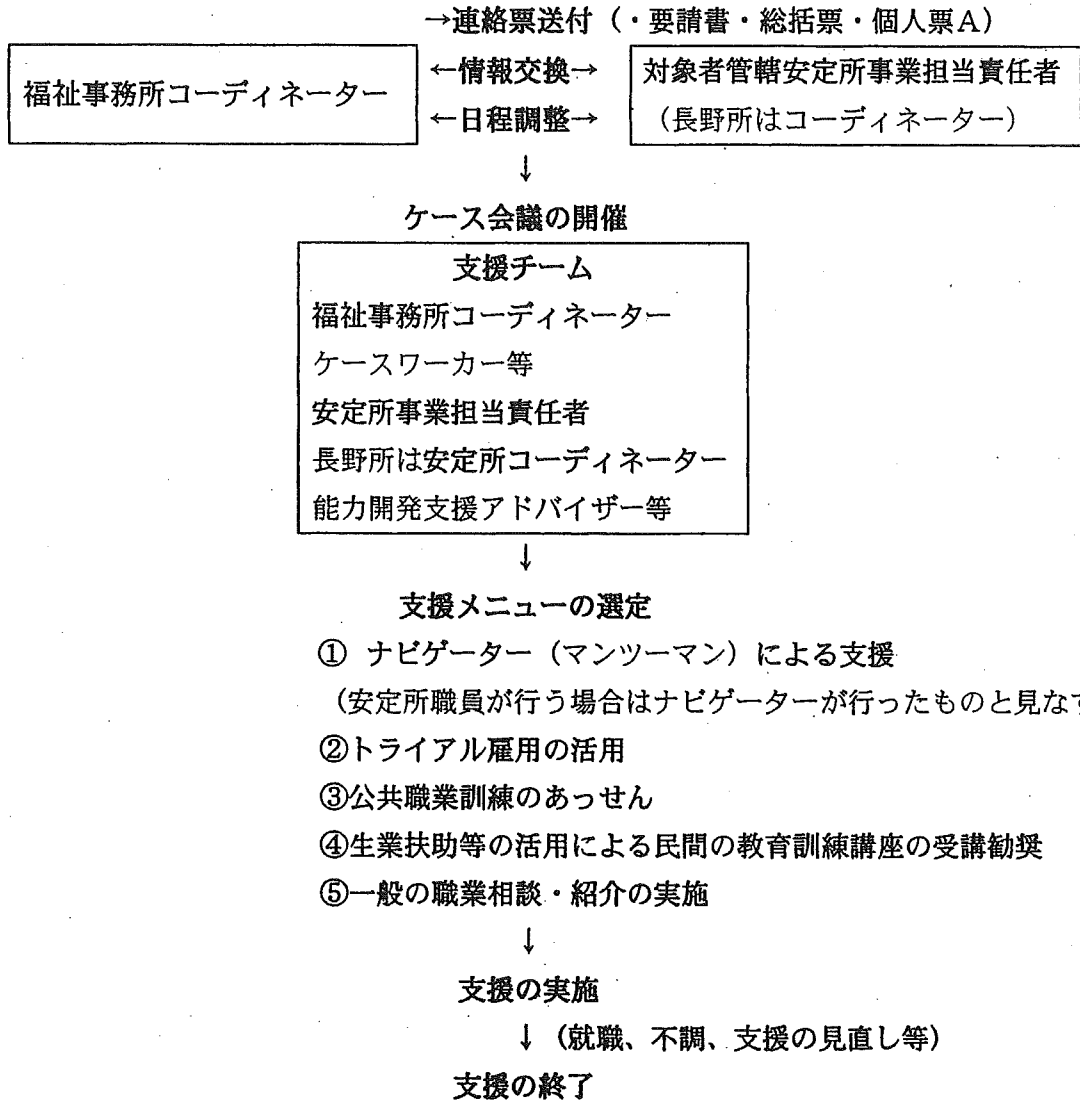 →連絡票送付（・要請書・総括票・個人票A）
福祉事務所コーディネーター
←情報交換→
←日程調整→
対象者管轄安定所事業担当責任者
（長野所はコーディネーター）
↓
ケース会議の開催
支援チーム
福祉事務所コーディネーター
ケースワーカー等
安定所事業担当責任者
長野所は安定所コーディネーター
能力開発支援アドバイザー等
↓
支援メニューの選定
① ナビゲーター（マンツーマン）による支援
（安定所職員が行う場合はナビゲーターが行ったものと見なす
②トライアル雇用の活用
③公共職業訓練のあっせん
④生業扶助等の活用による民間の教育訓練講座の受講勧奨
⑤一般の職業相談・紹介の実施
↓
支援の実施
↓（就職、不調、支援の見直し等）
支援の終了